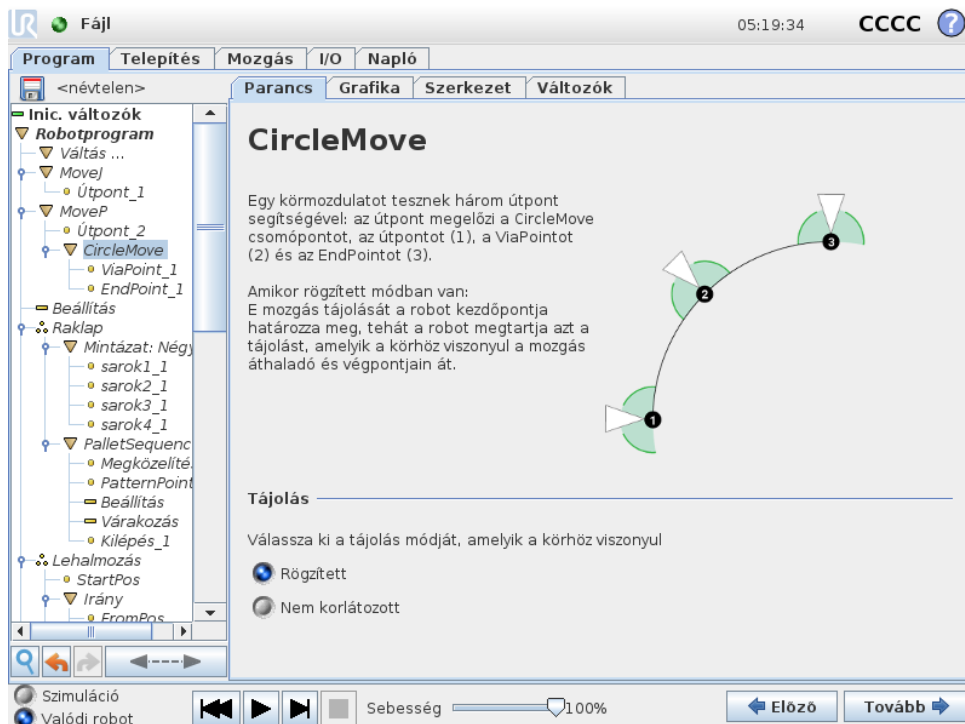 UR Fájl 05:19:34 CCCC ?
Program Telepítés Mozgás I/O Napló
<névtelen>
Parancs Grafika Szerkezet Változók
Inic. változók
Robotprogram
Váltás ...
MoveJ
Útpont_1
MoveP
Útpont_2
CircleMove
ViaPoint_1
EndPoint_1
Beállítás
Raklap
Mintázat: Négy
sarok1_1
sarok2_1
sarok3_1
sarok4_1
PalletSequenc
Megközelíté
PatternPoint
Beállítás
Várakozás
Kilépés_1
Lehalmozás
StartPos
Irány
FromPos
CircleMove
Egy körmozdulatot tesznek három útpont
segítségével: az útpont megelőzi a CircleMove
csomópontot, az útpontot (1), a ViaPointot
(2) és az EndPointot (3).
Amikor rögzített módban van:
E mozgás tájolását a robot kezdőpontja
határozza meg, tehát a robot megtartja azt a
tájolást, amelyik a körhöz viszonyul a mozgás
áthaladó és végpontjain át.
3
2
1
Tájolás
Válassza ki a tájolás módját, amelyik a körhöz viszonyul
Rögzített
Nem korlátozott
Szimuláció
Valódi robot
Sebesség 100%
Előző Tovább